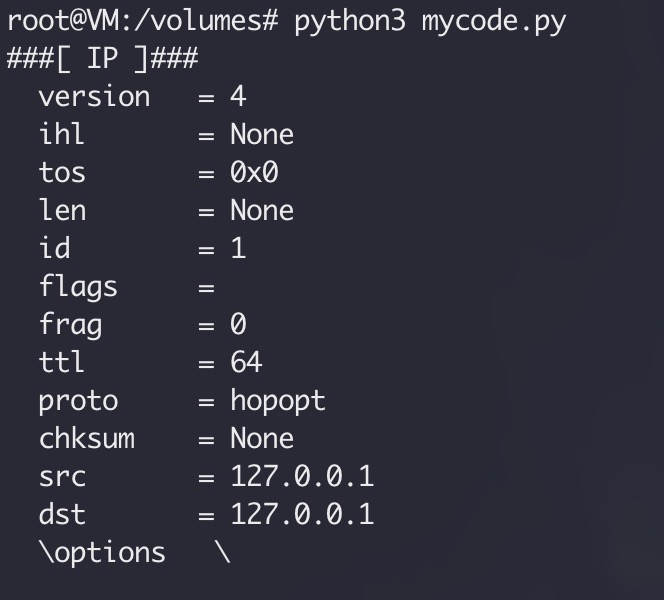 root@VM:/volumes# python3 mycode.py
###[ IP ]###
  version   = 4
  ihl       = None
  tos       = 0x0
  len       = None
  id        = 1
  flags     =
  frag      = 0
  ttl       = 64
  proto     = hopopt
  chksum    = None
  src       = 127.0.0.1
  dst       = 127.0.0.1
  \options   \